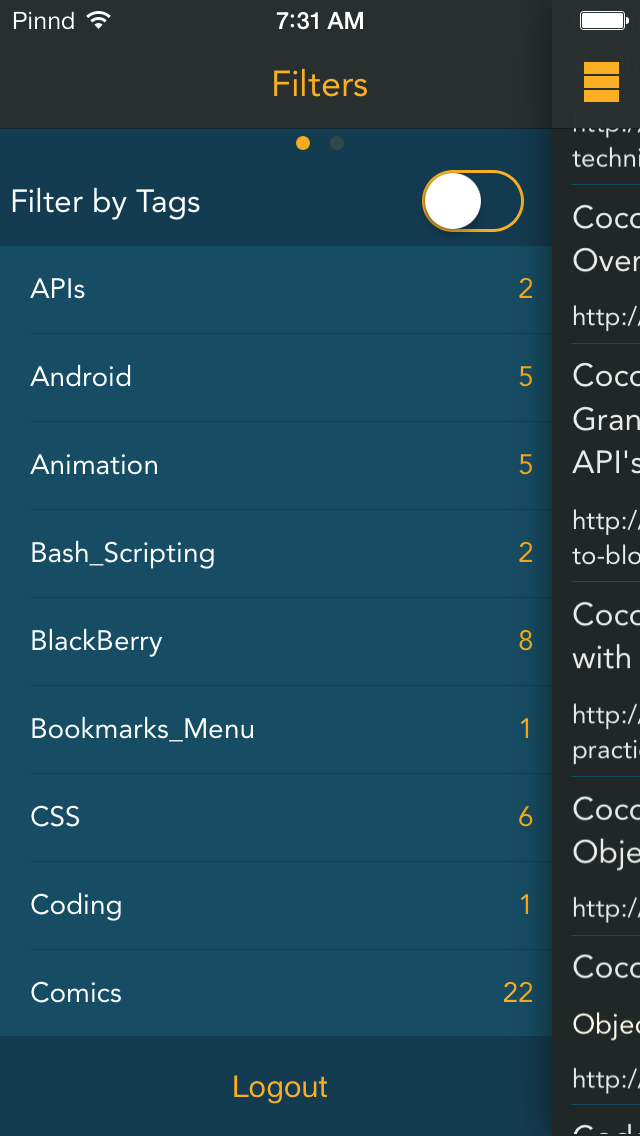 Pinnd 7:31 AM
Filters
Filter by Tags
APIs 2
Android 5
Animation 5
Bash_Scripting 2
BlackBerry 8
Bookmarks_Menu 1
CSS 6
Coding 1
Comics 22
Logout
techni
Coco
Over
http:/
Coco
Gran
API's
http:/
to-blo
Coco
with
http:/
practi
Coco
Obje
http:/
Coco
Objec
http:/